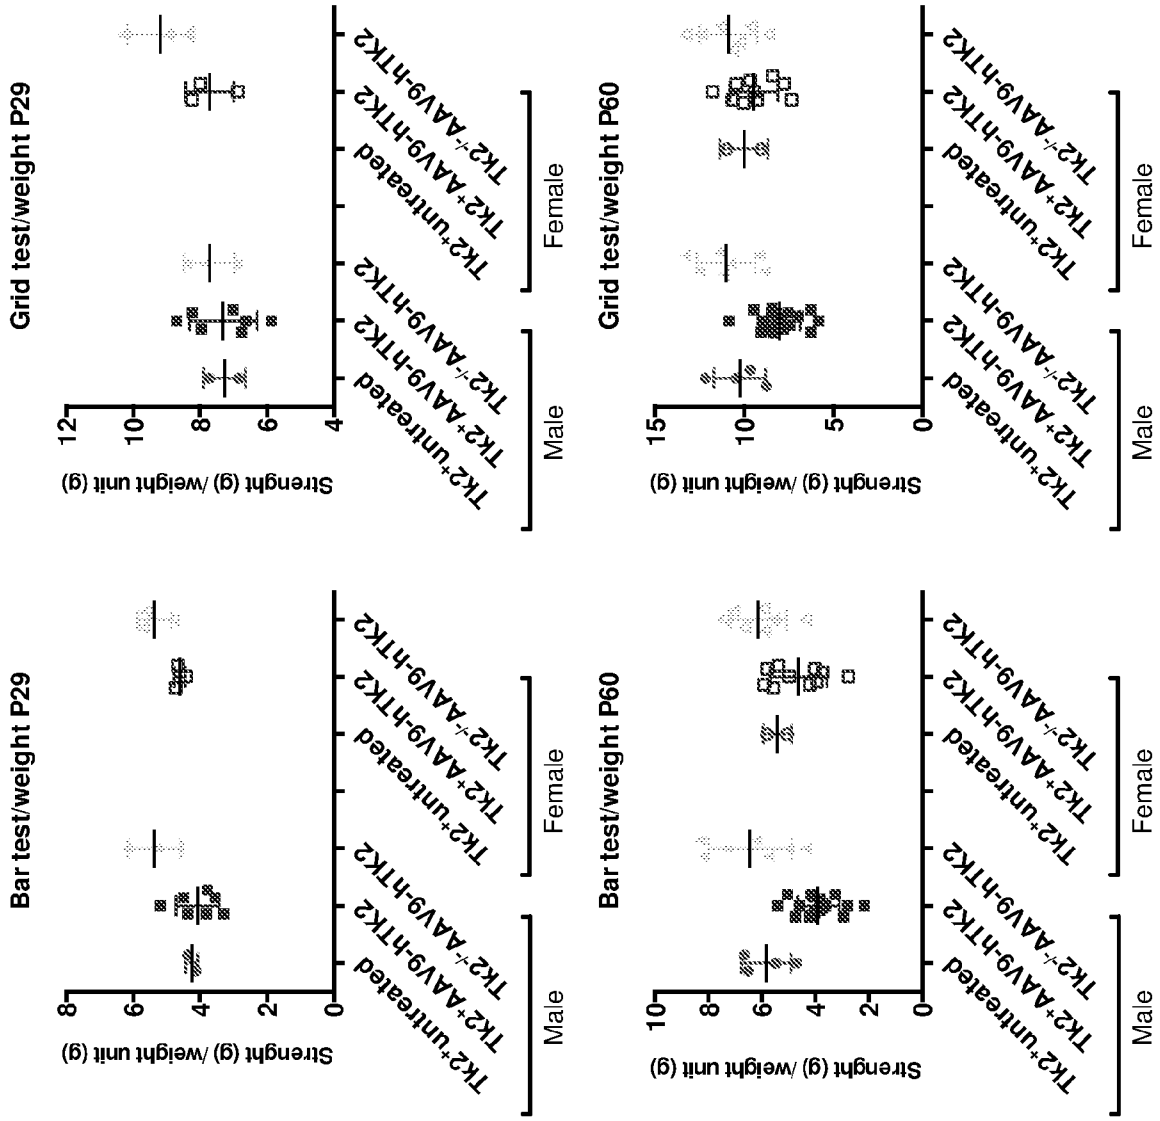 Bar test/weight P29
Strenght (g) /weight unit (g)
8
6
4
2
0
Tk2+untreated
Tk2+AAV9-hTK2
Tk2-/-AAV9-hTK2
Tk2+untreated
Tk2+AAV9-hTK2
Tk2-/-AAV9-hTK2
Male
Female
Grid test/weight P29
Strenght (g) /weight unit (g)
12
10
8
6
4
Tk2+untreated
Tk2+AAV9-hTK2
Tk2-/-AAV9-hTK2
Tk2+untreated
Tk2+AAV9-hTK2
Tk2-/-AAV9-hTK2
Male
Female
Bar test/weight P60
Strenght (g) /weight unit (g)
10
8
6
4
2
0
Tk2+untreated
Tk2+AAV9-hTK2
Tk2-/-AAV9-hTK2
Tk2+untreated
Tk2+AAV9-hTK2
Tk2-/-AAV9-hTK2
Male
Female
Grid test/weight P60
Strenght (g) /weight unit (g)
15
10
5
0
Tk2+untreated
Tk2+AAV9-hTK2
Tk2-/-AAV9-hTK2
Tk2+untreated
Tk2+AAV9-hTK2
Tk2-/-AAV9-hTK2
Male
Female